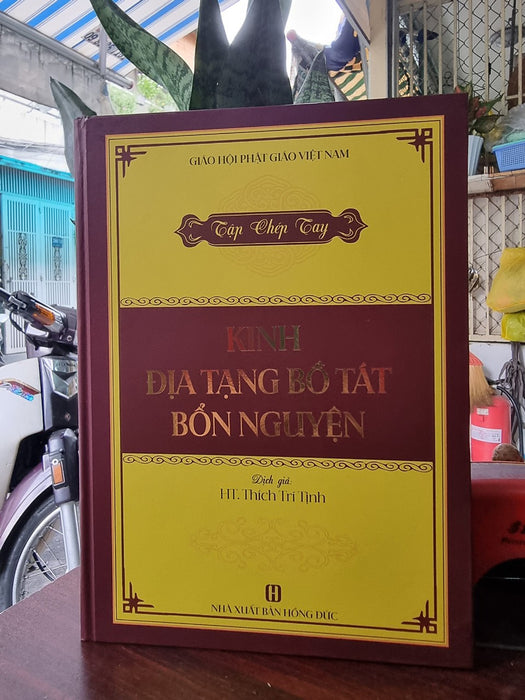 GIÁO HỘI PHẬT GIÁO VIỆT NAM
Tập Chép Tay
KINH
ĐỊA TẠNG BỒ TÁT
BỔN NGUYỆN
Dịch giả:
HT. Thích Trí Tịnh
NHÀ XUẤT BẢN HỒNG ĐỨC